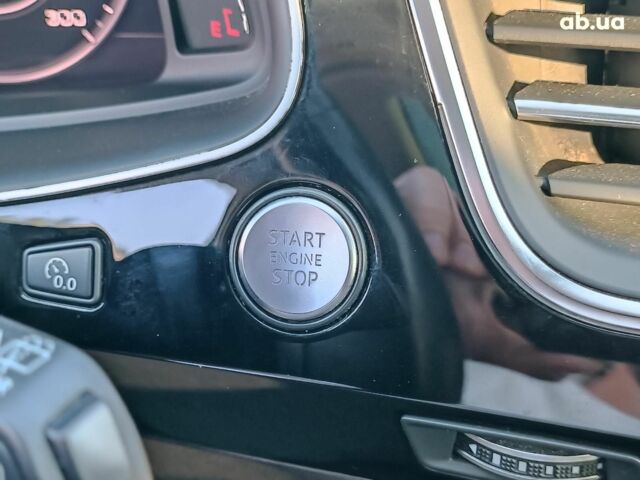 ab.ua
300
E
0.0
START
ENGINE
STOP